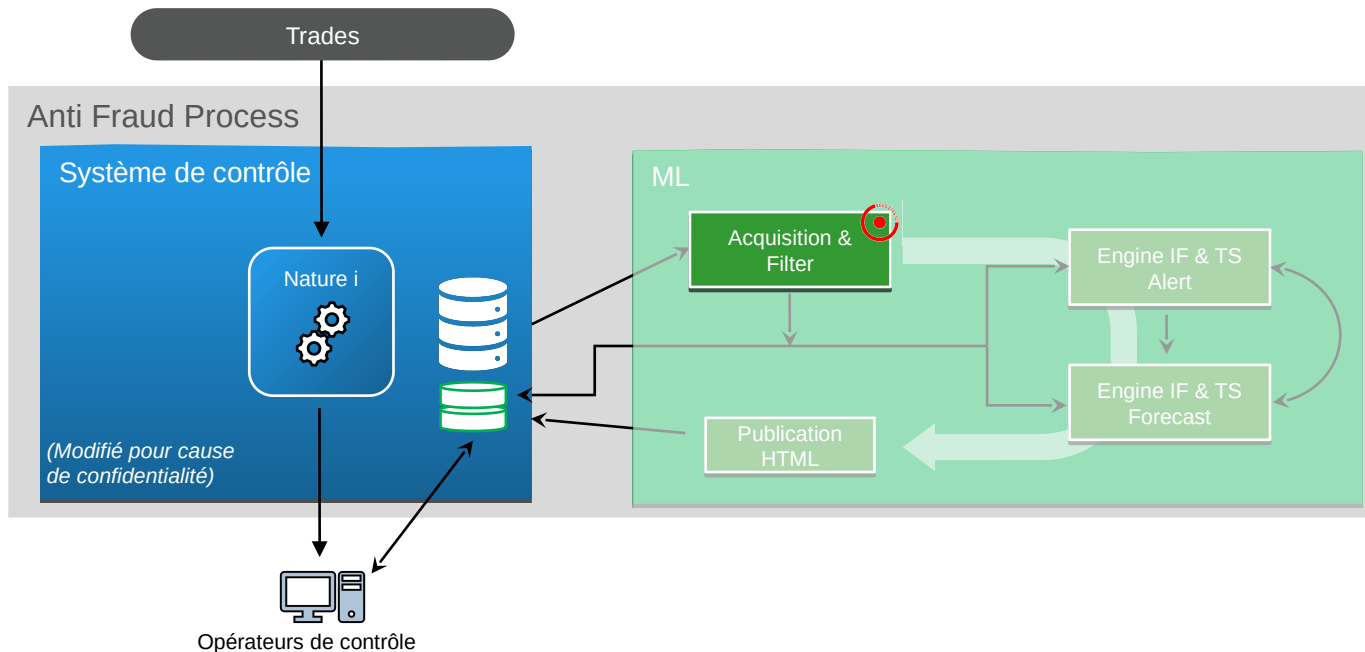 Trades
Anti Fraud Process
Système de contrôle
ML
Acquisition &
Filter
Engine IF & TS
Alert
Nature i
Engine IF & TS
Forecast
Publication
HTML
(Modifié pour cause
de confidentialité)
Opérateurs de contrôle